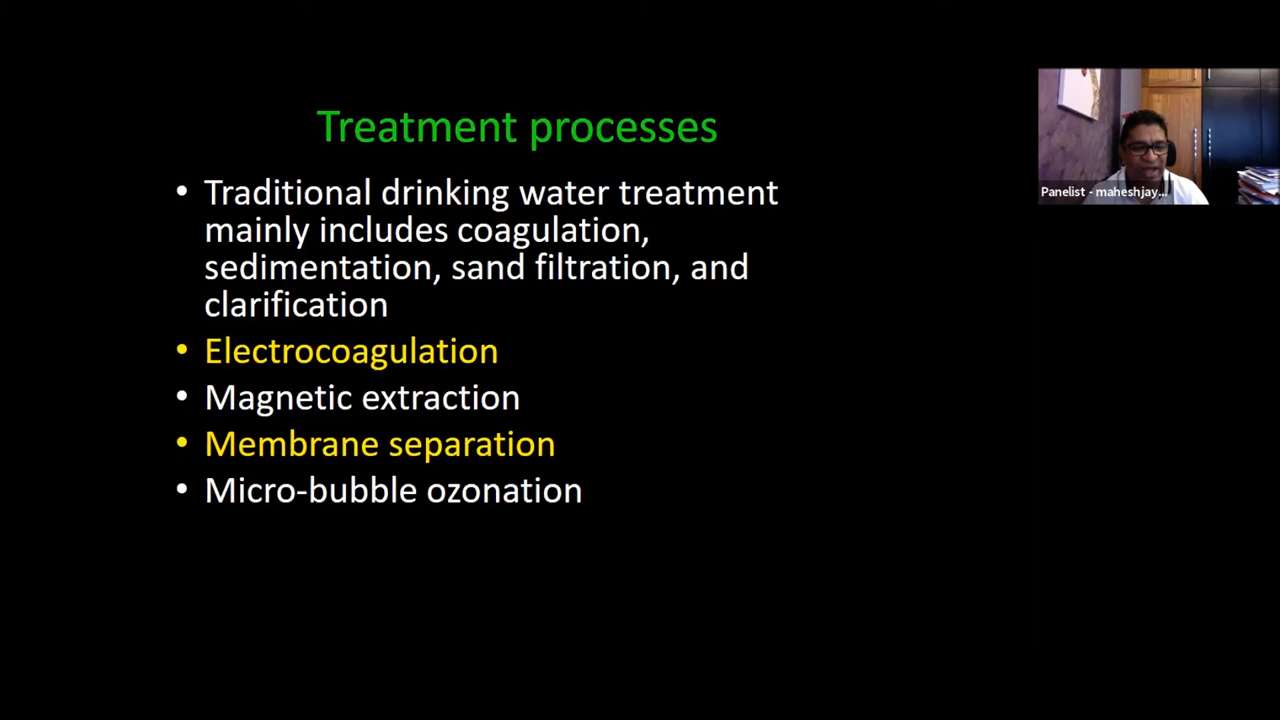 Treatment processes
• Traditional drinking water treatment
mainly includes coagulation,
sedimentation, sand filtration, and
clarification
• Electrocoagulation
• Magnetic extraction
• Membrane separation
• Micro-bubble ozonation
Panelist - maheshjay...